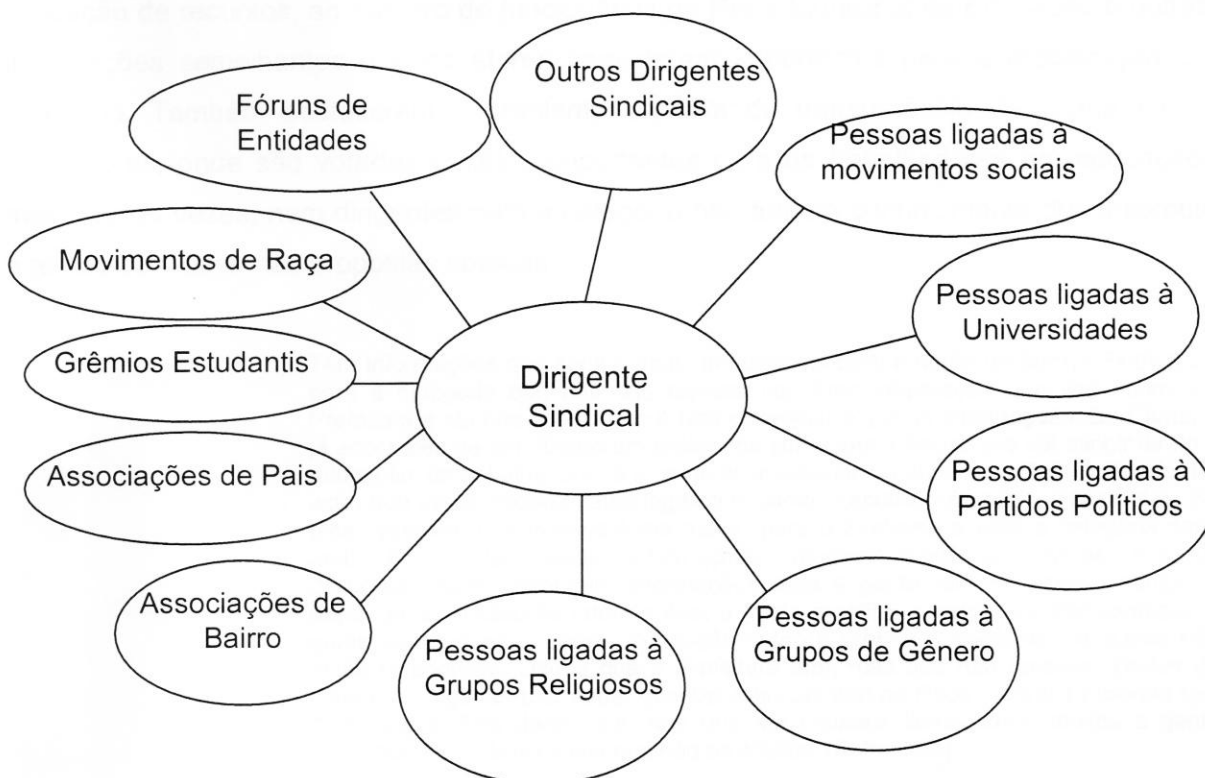 Outros Dirigentes
Sindicais
Fóruns de
Entidades
Pessoas ligadas à
movimentos sociais
Movimentos de Raça
Pessoas ligadas à
Universidades
Grêmios Estudantis
Dirigente
Sindical
Associações de Pais
Pessoas ligadas à
Partidos Políticos
Associações de
Bairro
Pessoas ligadas à
Grupos Religiosos
Pessoas ligadas à
Grupos de Gênero